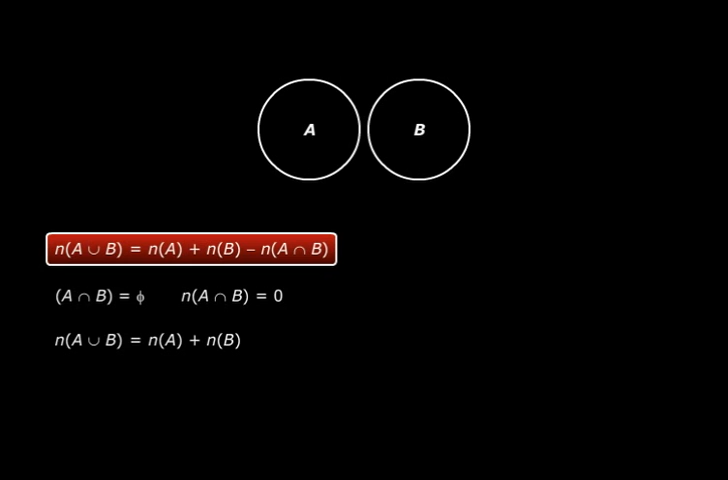 A B
n(A ∪ B) = n(A) + n(B) – n(A ∩ B)
(A ∩ B) = ϕ n(A ∩ B) = 0
n(A ∪ B) = n(A) + n(B)